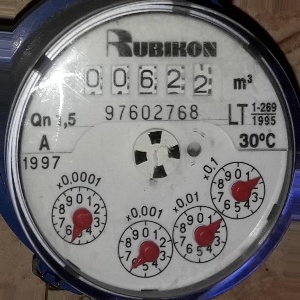 RUBIKON
00622 m³
97602768
Qn 1,5 LT 1-269
1995
A 30°C
1997
x0,0001 x0,001 x0,01 x0,1